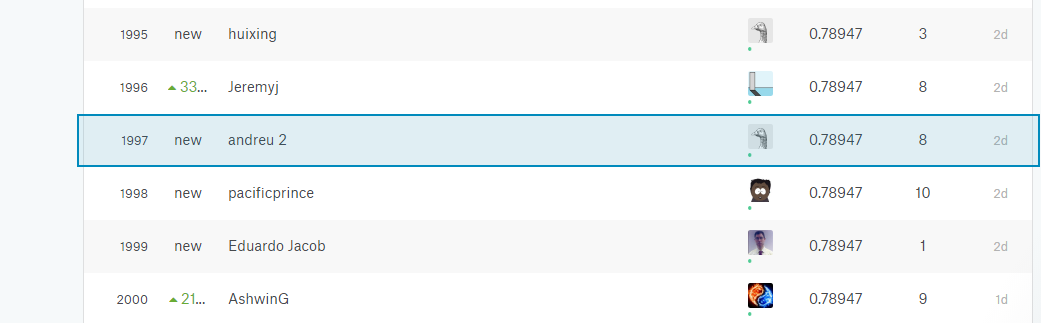 1995 new huixing 0.78947 3 2d
1996 ▲ 33... Jeremyj 0.78947 8 2d
1997 new andreu 2 0.78947 8 2d
1998 new pacificprince 0.78947 10 2d
1999 new Eduardo Jacob 0.78947 1 2d
2000 ▲ 21... AshwinG 0.78947 9 1d